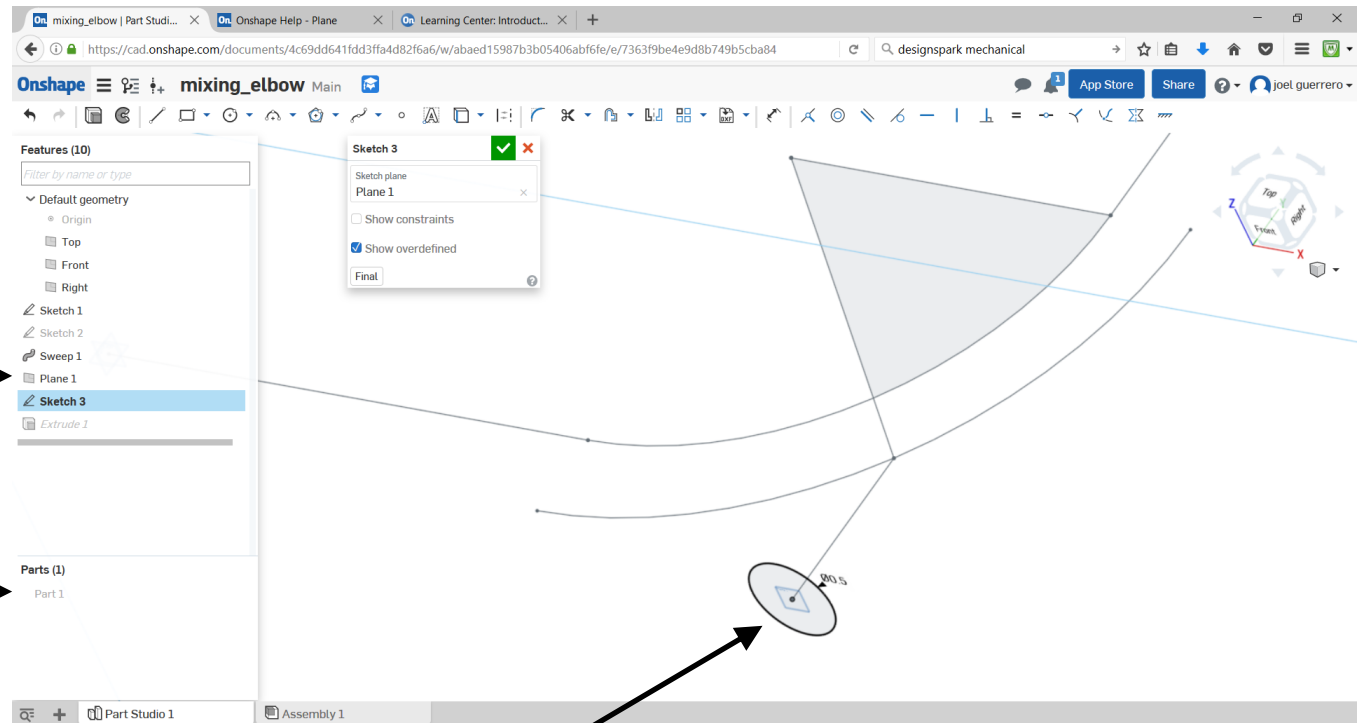 mixing_elbow | Part Studi...
Onshape Help - Plane
Learning Center: Introduct...
https://cad.onshape.com/documents/4c69dd641fdd3ffa4d82f6a6/w/abaed15987b3b05406abf6fe/e/7363f9be4e9d8b749b5cba84
designspark mechanical
Onshape mixing_elbow Main
1 App Store Share joel guerrero
Features (10)
Filter by name or type
Default geometry
Origin
Top
Front
Right
Sketch 1
Sketch 2
Sweep 1
Plane 1
Sketch 3
Extrude 1
Parts (1)
Part 1
Sketch 3
Sketch plane
Plane 1
Show constraints
Show overdefined
Final
Top
Front
Right
Z
Y
X
Ø0.5
Part Studio 1
Assembly 1